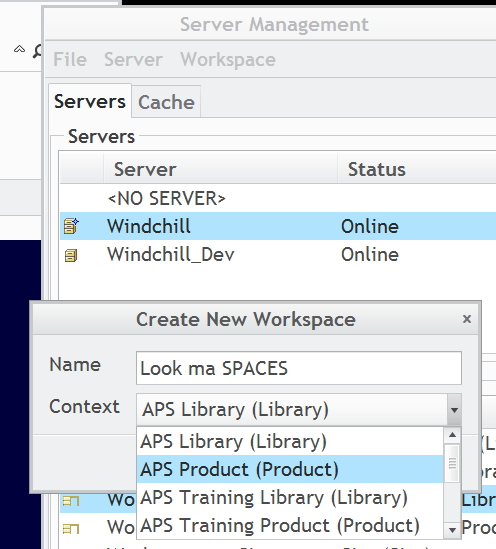 Server Management
File Server Workspace
Servers Cache
Servers
Server Status
<NO SERVER>
Windchill Online
Windchill_Dev Online
Create New Workspace x
Name Look ma SPACES
Context APS Library (Library)
APS Library (Library)
APS Product (Product)
APS Training Library (Library)
APS Training Product (Product)